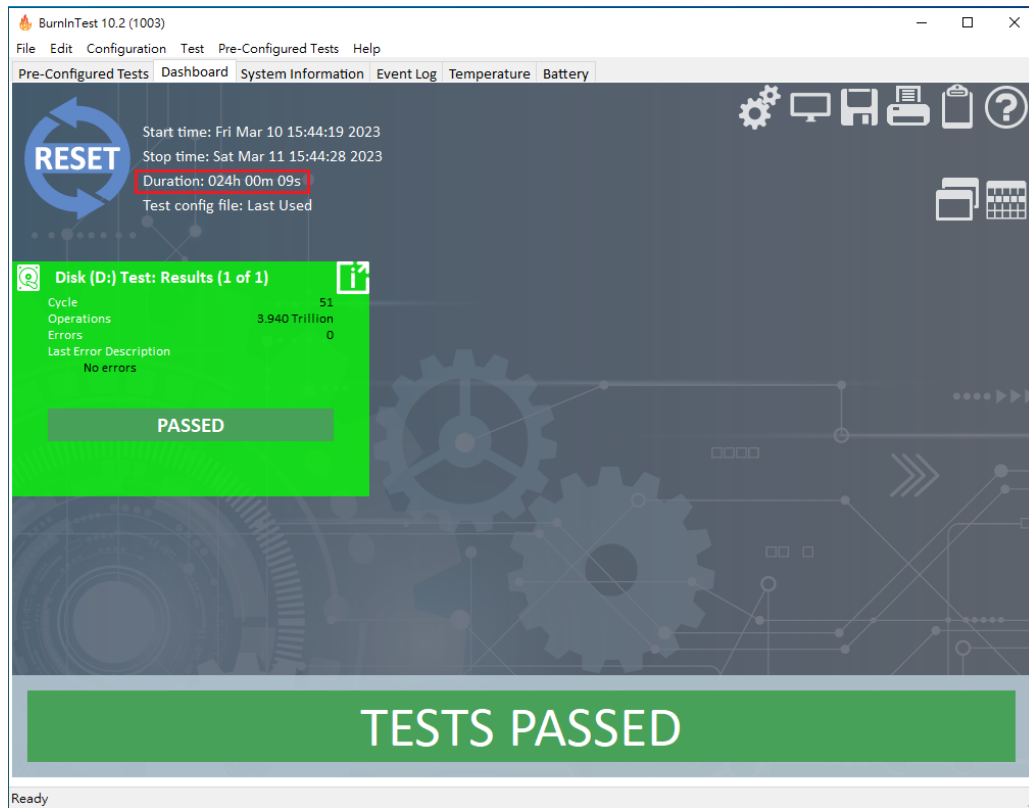 BurnInTest 10.2 (1003)
File Edit Configuration Test Pre-Configured Tests Help
Pre-Configured Tests Dashboard System Information Event Log Temperature Battery
RESET
Start time: Fri Mar 10 15:44:19 2023
Stop time: Sat Mar 11 15:44:28 2023
Duration: 024h 00m 09s
Test config file: Last Used
Disk (D:) Test: Results (1 of 1)
Cycle 51
Operations 3.940 Trillion
Errors 0
Last Error Description
No errors
PASSED
TESTS PASSED
Ready